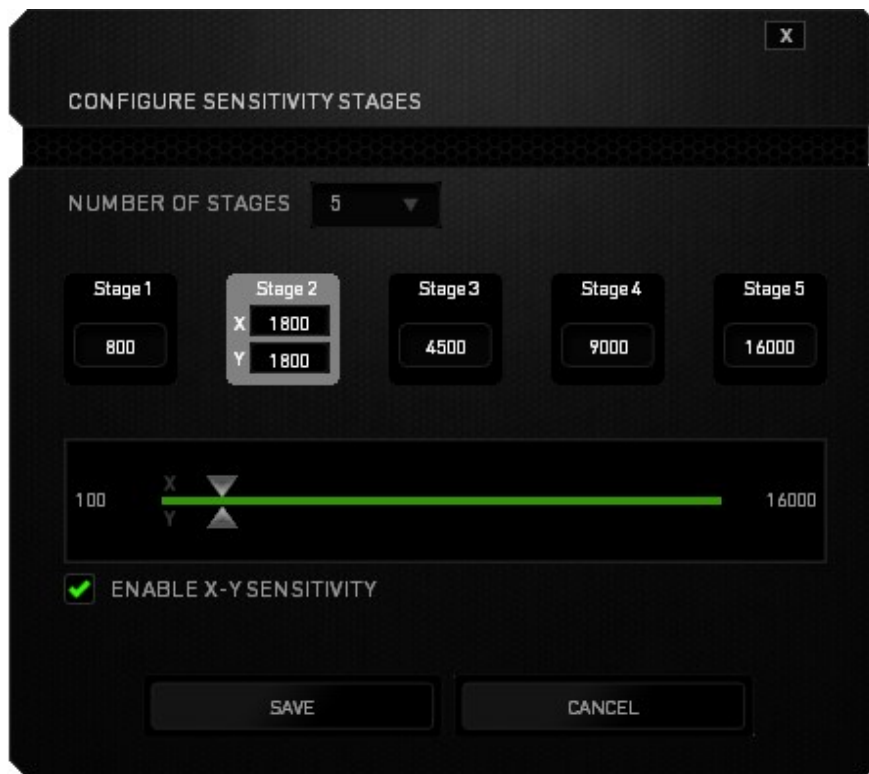 X
CONFIGURE SENSITIVITY STAGES
NUMBER OF STAGES 5
Stage 1 Stage 2 Stage 3 Stage 4 Stage 5
X 1800
800 4500 9000 16000
Y 1800
X
100 16000
Y
ENABLE X-Y SENSITIVITY
SAVE CANCEL